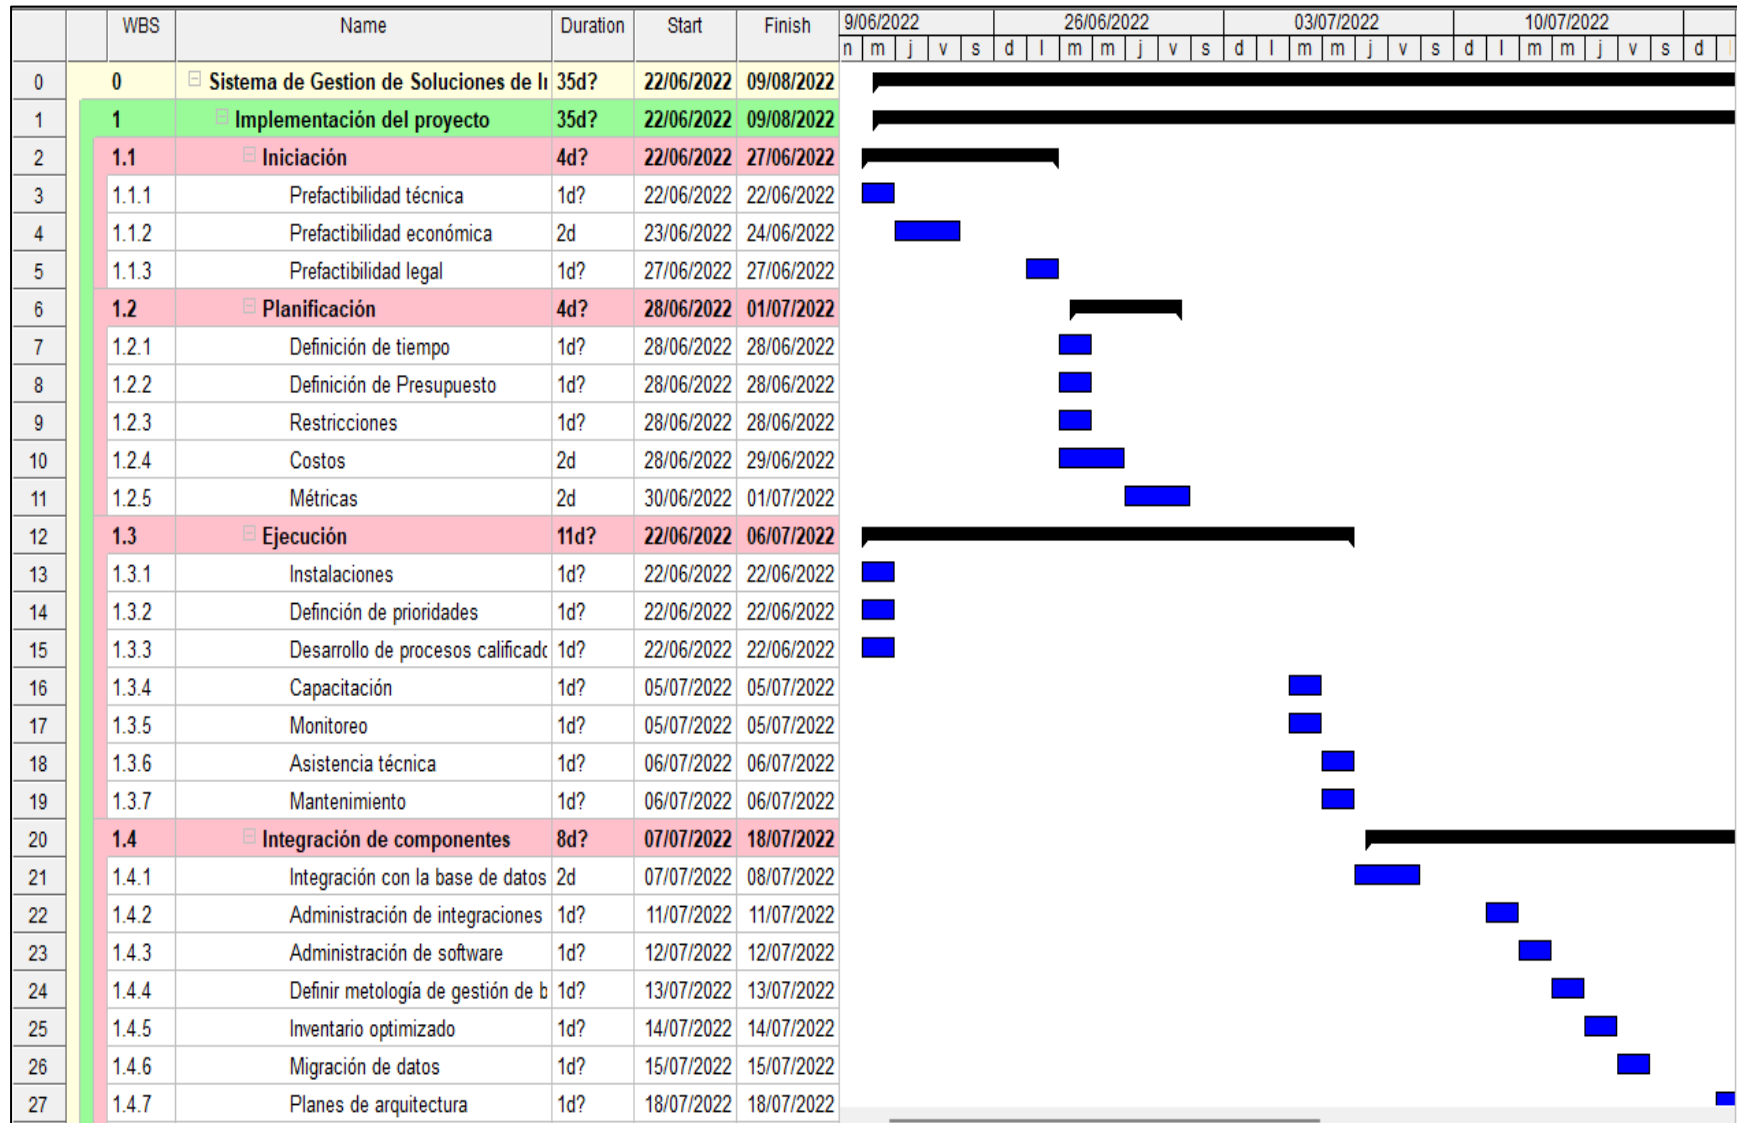 WBS Name Duration Start Finish 9/06/2022 26/06/2022 03/07/2022 10/07/2022
n m j v s d l m m j v s d l m m j v s d l m m j v s d l
0 0 Sistema de Gestion de Soluciones de 35d? 22/06/2022 09/08/2022
1 1 Implementación del proyecto 35d? 22/06/2022 09/08/2022
2 1.1 Iniciación 4d? 22/06/2022 27/06/2022
3 1.1.1 Prefactibilidad técnica 1d? 22/06/2022 22/06/2022
4 1.1.2 Prefactibilidad económica 2d 23/06/2022 24/06/2022
5 1.1.3 Prefactibilidad legal 1d? 27/06/2022 27/06/2022
6 1.2 Planificación 4d? 28/06/2022 01/07/2022
7 1.2.1 Definición de tiempo 1d? 28/06/2022 28/06/2022
8 1.2.2 Definición de Presupuesto 1d? 28/06/2022 28/06/2022
9 1.2.3 Restricciones 1d? 28/06/2022 28/06/2022
10 1.2.4 Costos 2d 28/06/2022 29/06/2022
11 1.2.5 Métricas 2d 30/06/2022 01/07/2022
12 1.3 Ejecución 11d? 22/06/2022 06/07/2022
13 1.3.1 Instalaciones 1d? 22/06/2022 22/06/2022
14 1.3.2 Definción de prioridades 1d? 22/06/2022 22/06/2022
15 1.3.3 Desarrollo de procesos calificadc 1d? 22/06/2022 22/06/2022
16 1.3.4 Capacitación 1d? 05/07/2022 05/07/2022
17 1.3.5 Monitoreo 1d? 05/07/2022 05/07/2022
18 1.3.6 Asistencia técnica 1d? 06/07/2022 06/07/2022
19 1.3.7 Mantenimiento 1d? 06/07/2022 06/07/2022
20 1.4 Integración de componentes 8d? 07/07/2022 18/07/2022
21 1.4.1 Integración con la base de datos 2d 07/07/2022 08/07/2022
22 1.4.2 Administración de integraciones 1d? 11/07/2022 11/07/2022
23 1.4.3 Administración de software 1d? 12/07/2022 12/07/2022
24 1.4.4 Definir metología de gestión de b 1d? 13/07/2022 13/07/2022
25 1.4.5 Inventario optimizado 1d? 14/07/2022 14/07/2022
26 1.4.6 Migración de datos 1d? 15/07/2022 15/07/2022
27 1.4.7 Planes de arquitectura 1d? 18/07/2022 18/07/2022